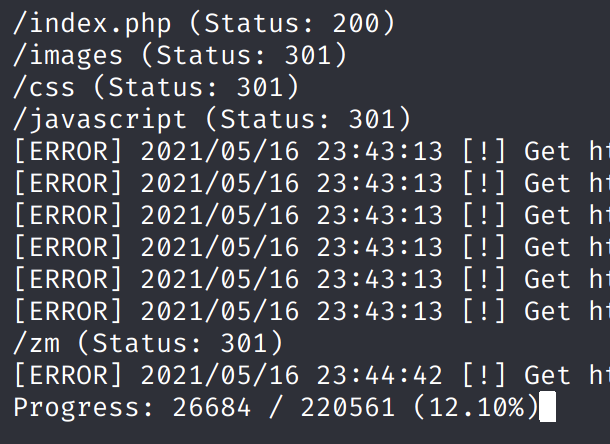 /index.php (Status: 200)
/images (Status: 301)
/css (Status: 301)
/javascript (Status: 301)
[ERROR] 2021/05/16 23:43:13 [!] Get ht
[ERROR] 2021/05/16 23:43:13 [!] Get ht
[ERROR] 2021/05/16 23:43:13 [!] Get ht
[ERROR] 2021/05/16 23:43:13 [!] Get ht
[ERROR] 2021/05/16 23:43:13 [!] Get ht
[ERROR] 2021/05/16 23:43:13 [!] Get ht
/zm (Status: 301)
[ERROR] 2021/05/16 23:44:42 [!] Get ht
Progress: 26684 / 220561 (12.10%)